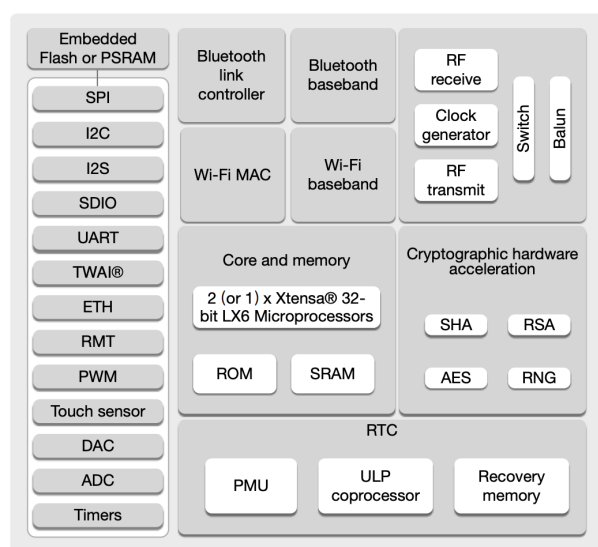 Embedded
Flash or PSRAM
SPI
I2C
I2S
SDIO
UART
TWAI®
ETH
RMT
PWM
Touch sensor
DAC
ADC
Timers
Bluetooth
link
controller
Bluetooth
baseband
Wi-Fi MAC
Wi-Fi
baseband
RF
receive
Clock
generator
RF
transmit
Switch
Balun
Core and memory
2 (or 1) x Xtensa® 32-
bit LX6 Microprocessors
ROM
SRAM
Cryptographic hardware
acceleration
SHA
RSA
AES
RNG
RTC
PMU
ULP
coprocessor
Recovery
memory